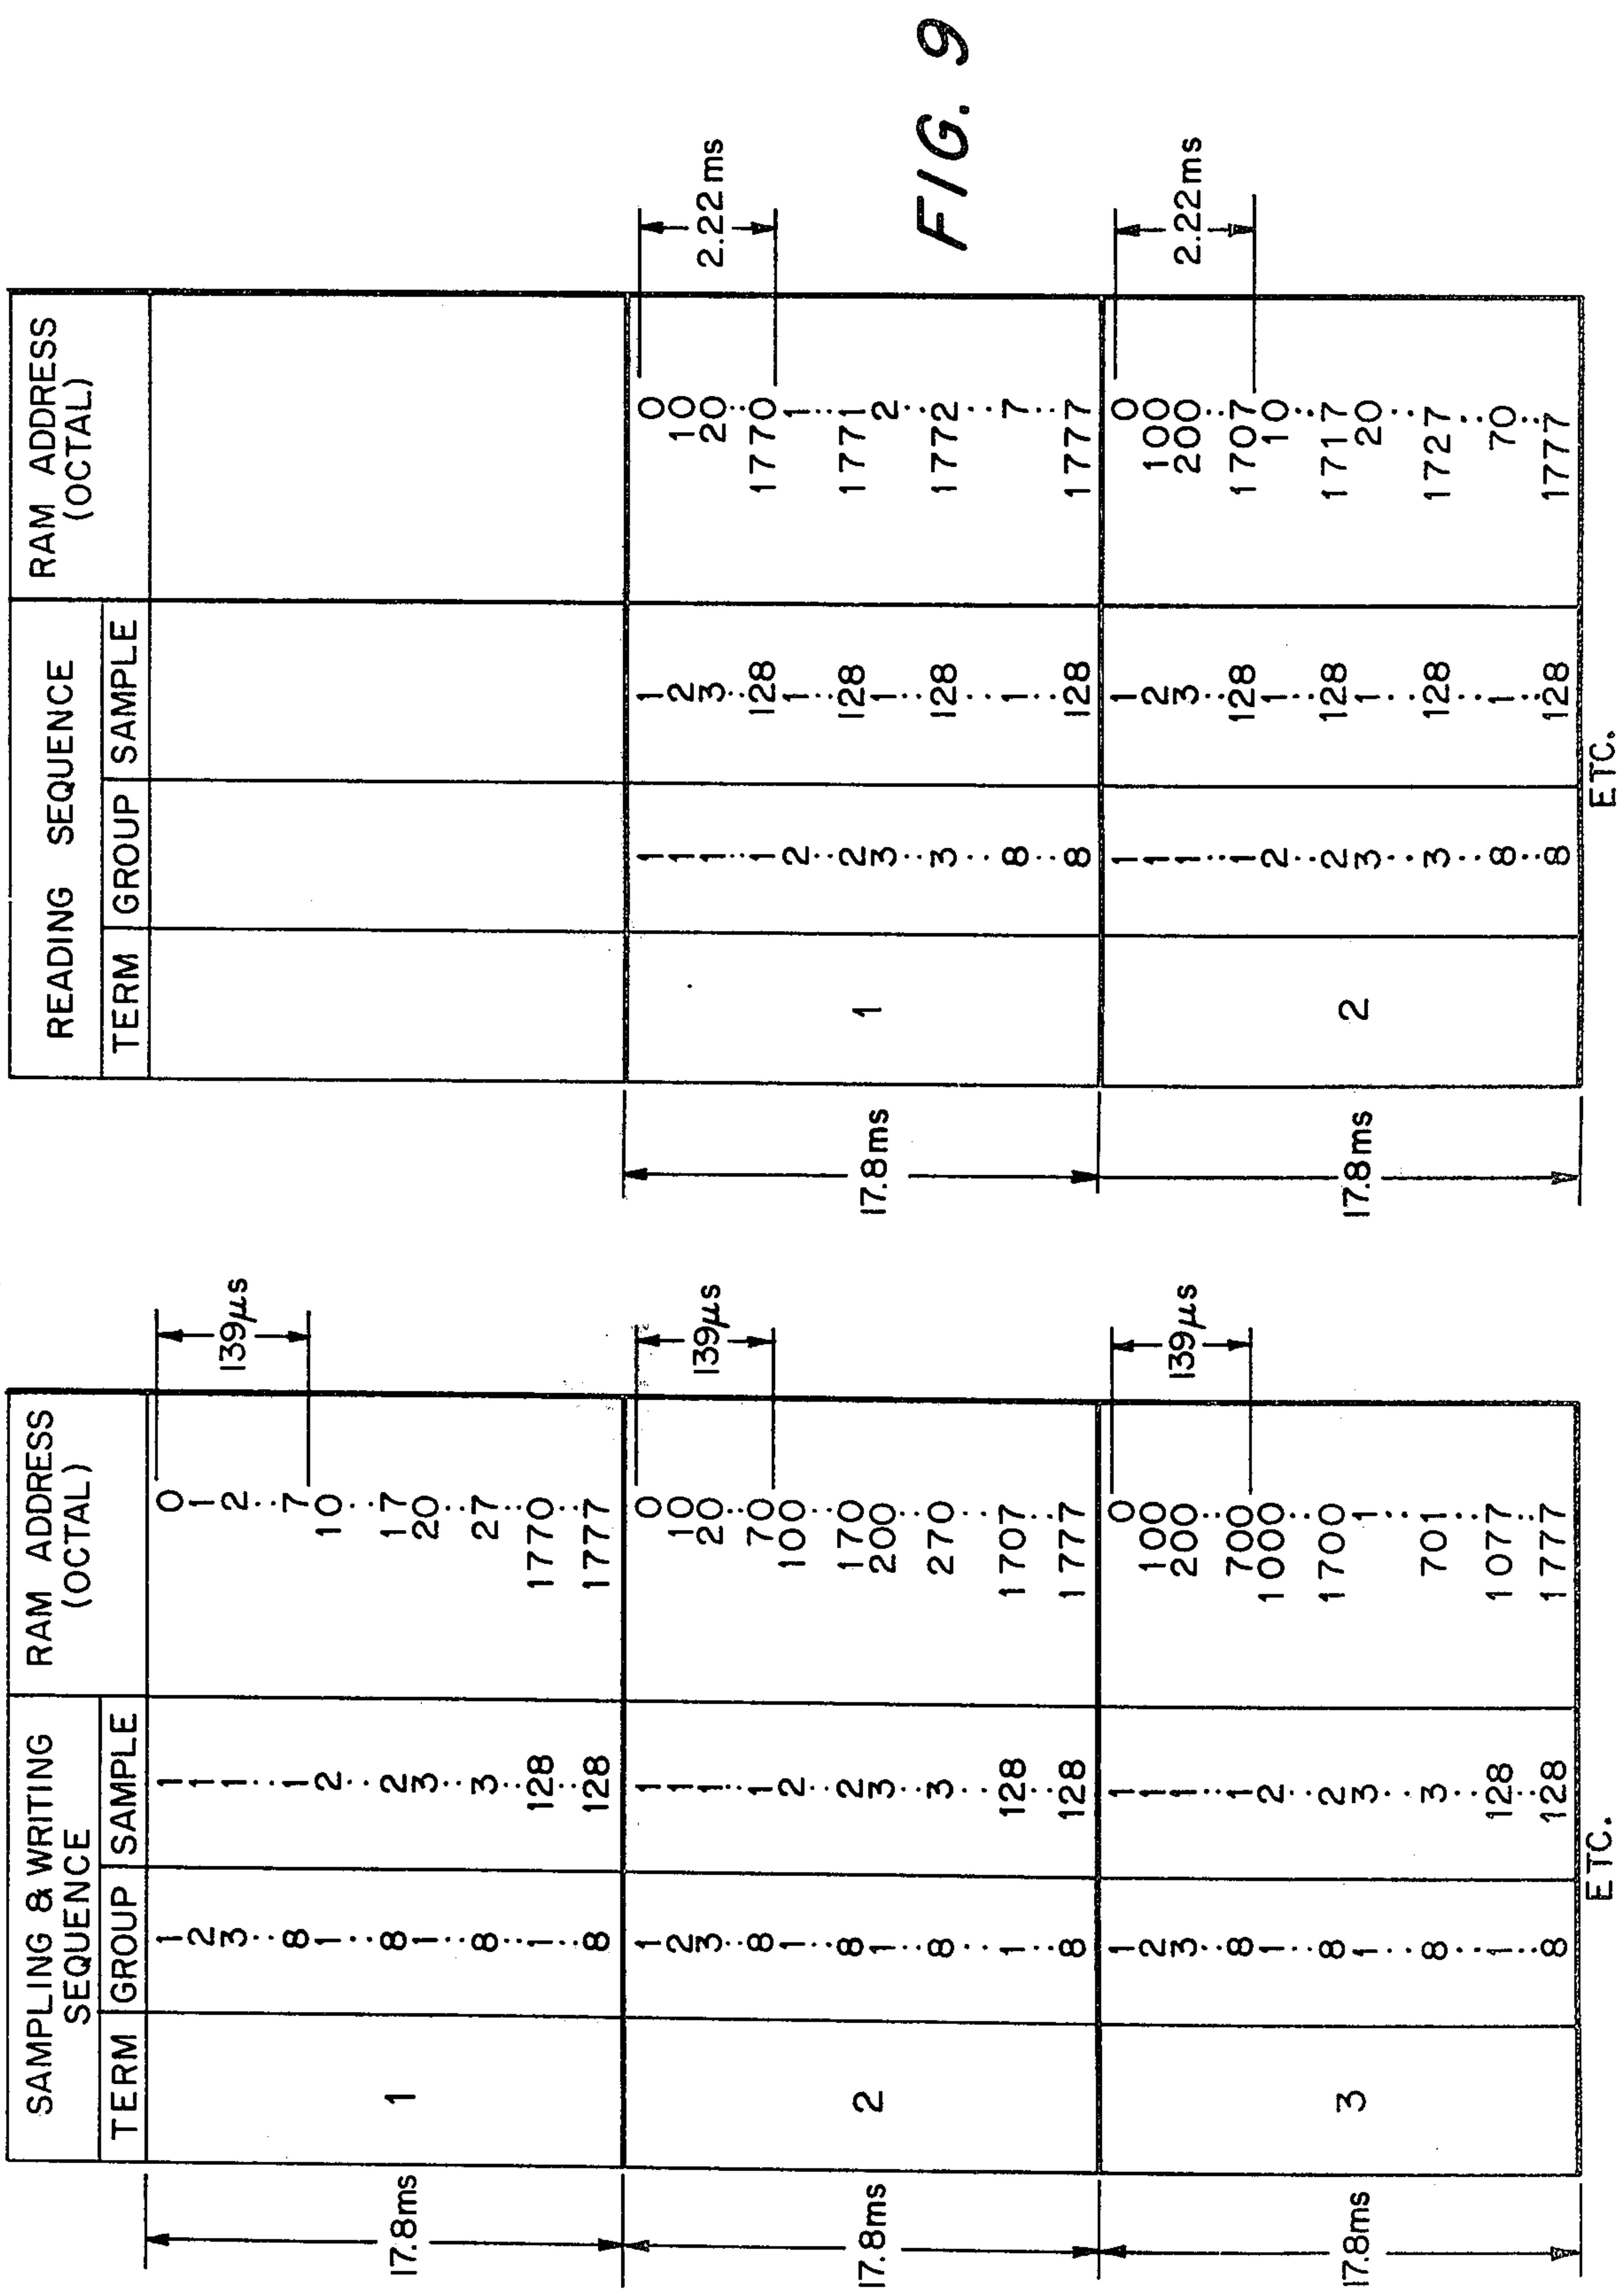 SAMPLING & WRITING SEQUENCE
RAM ADDRESS (OCTAL)
TERM GROUP SAMPLE
17.8ms
1
1 1 0
2 1 1
3 1 2
: : :
8 1 7
1 2 10
: : :
8 2 17
1 3 20
: : :
8 3 27
: : :
1 128 1770
: : :
8 128 1777
139μs
17.8ms
2
1 1 0
2 1 10
3 1 20
: : :
8 1 70
1 2 100
: : :
8 2 170
1 3 200
: : :
8 3 270
: : :
1 128 1707
: : :
8 128 1777
139μs
17.8ms
3
1 1 0
2 1 100
3 1 200
: : :
8 1 700
1 2 1000
: : :
8 2 1700
1 3 1
: : :
8 3 701
: : :
1 128 1077
: : :
8 128 1777
139μs
ETC.
READING SEQUENCE
RAM ADDRESS (OCTAL)
TERM GROUP SAMPLE
17.8ms
1
1 1 0
1 2 10
1 3 20
: : :
1 128 1770
2 1 1
: : :
2 128 1771
3 1 2
: : :
3 128 1772
: : :
8 1 7
: : :
8 128 1777
2.22ms
17.8ms
2
1 1 0
1 2 100
1 3 200
: : :
1 128 1707
2 1 10
: : :
2 128 1717
3 1 20
: : :
3 128 1727
: : :
8 1 70
: : :
8 128 1777
2.22ms
ETC.
FIG. 9